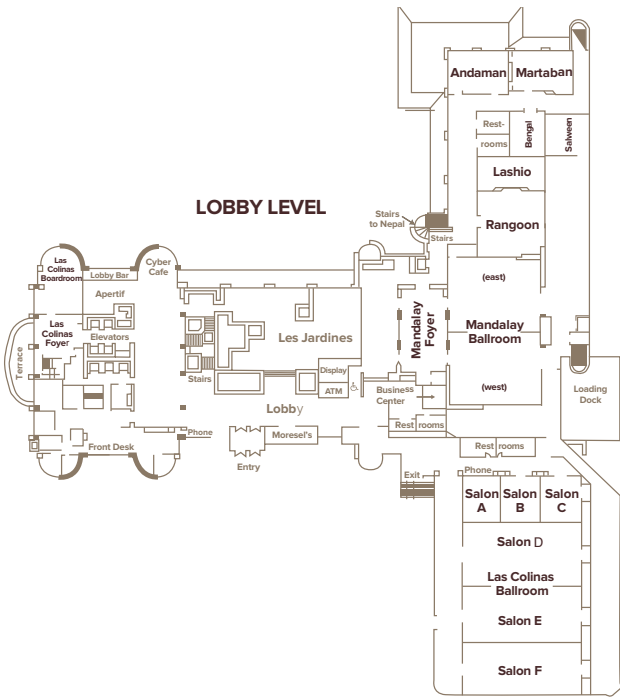 Andaman
Martaban
Rest-
rooms
Bengal
Salween
Lashio
LOBBY LEVEL
Stairs
to Nepal
Rangoon
Stairs
Las
Colinas
Boardroom
Cyber
Cafe
Lobby Bar
(east)
Apertif
Las
Colinas
Foyer
Elevators
Les Jardines
Mandalay
Foyer
Mandalay
Ballroom
Terrace
Stairs
Display
ATM
Business
Center
(west)
Loading
Dock
Lobby
Rest rooms
Phone
Moresel's
Front Desk
Entry
Rest rooms
Exit
Phone
Salon
A
Salon
B
Salon
C
Salon D
Las Colinas
Ballroom
Salon E
Salon F